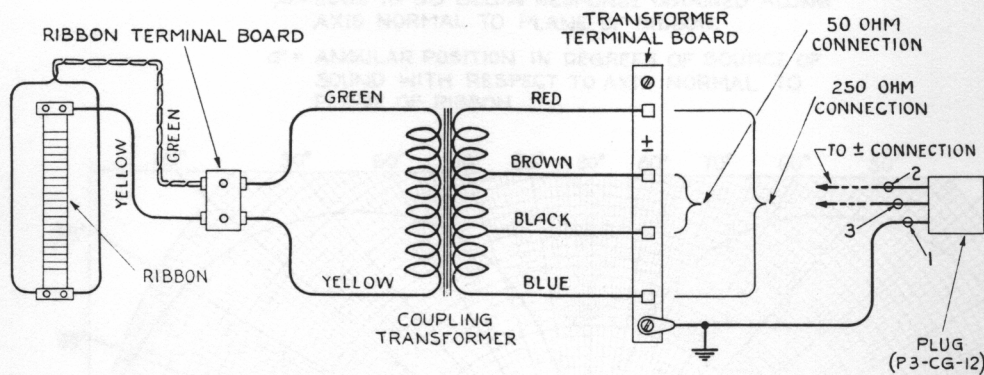 RIBBON TERMINAL BOARD
TRANSFORMER
TERMINAL BOARD
50 OHM
CONNECTION
250 OHM
CONNECTION
GREEN
YELLOW
RIBBON
GREEN
YELLOW
COUPLING
TRANSFORMER
RED
BROWN
BLACK
BLUE
±
TO ± CONNECTION
2
3
1
PLUG
(P3-CG-12)